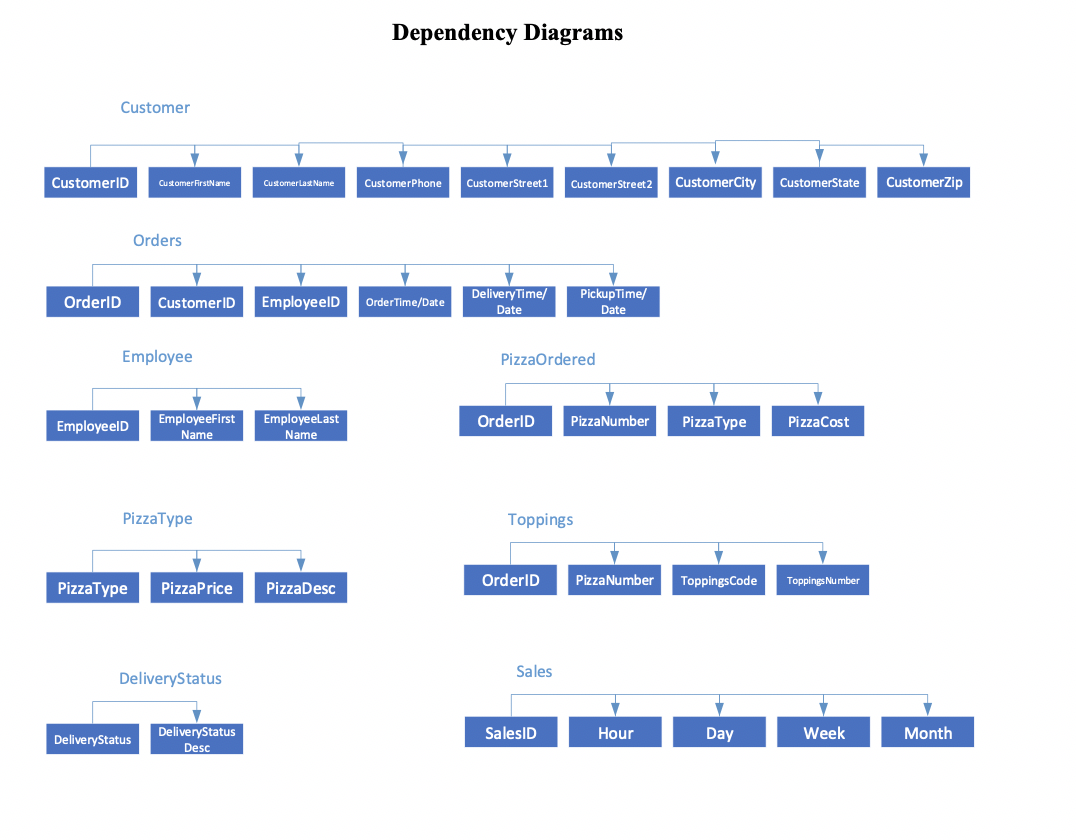 Dependency Diagrams
Customer
CustomerID
CustomerFirstName
CustomerLastName
CustomerPhone
CustomerStreet1
CustomerStreet2
CustomerCity
CustomerState
CustomerZip
Orders
OrderID
CustomerID
EmployeeID
OrderTime/Date
DeliveryTime/
Date
PickupTime/
Date
Employee
EmployeeID
EmployeeFirst
Name
EmployeeLast
Name
PizzaOrdered
OrderID
PizzaNumber
PizzaType
PizzaCost
PizzaType
PizzaType
PizzaPrice
PizzaDesc
Toppings
OrderID
PizzaNumber
ToppingsCode
ToppingsNumber
DeliveryStatus
DeliveryStatus
DeliveryStatus
Desc
Sales
SalesID
Hour
Day
Week
Month